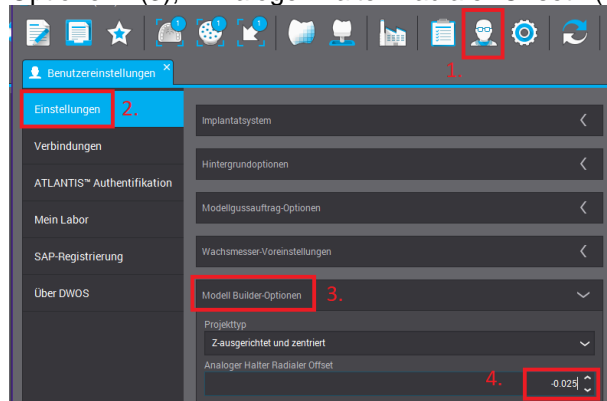 1.
Benutzereinstellungen ×
Einstellungen 2.
Verbindungen
ATLANTIS™ Authentifikation
Mein Labor
SAP-Registrierung
Über DWOS
Implantatsystem
Hintergrundoptionen
Modellgussauftrag-Optionen
Wachsmesser-Voreinstellungen
Modell Builder-Optionen 3.
Projekttyp
Z-ausgerichtet und zentriert
Analoger Halter Radialer Offset
4. -0.025